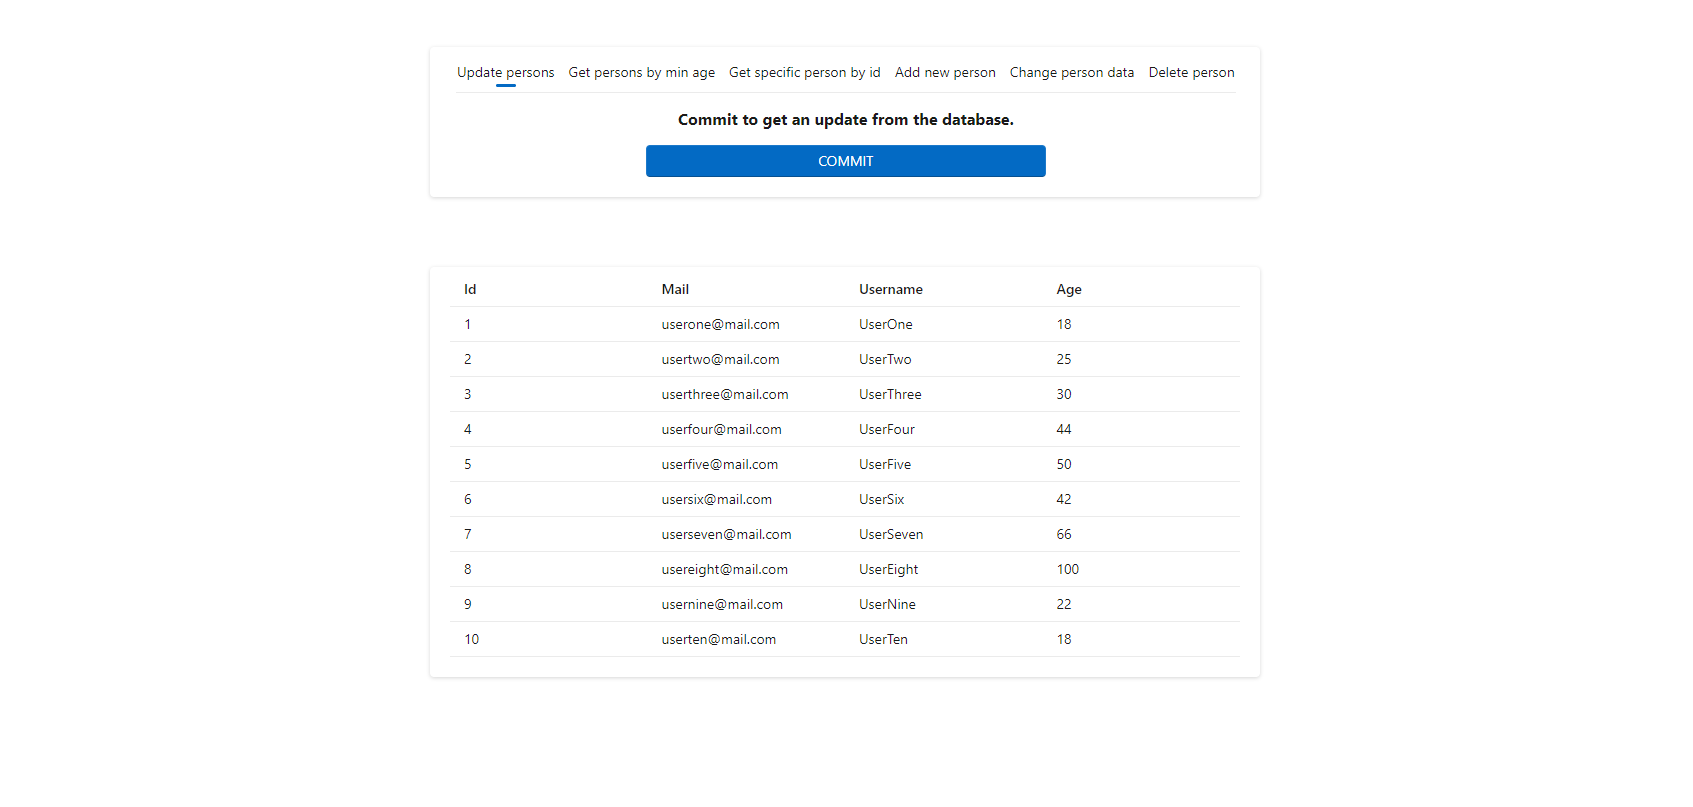 Update persons Get persons by min age Get specific person by id Add new person Change person data Delete person
Commit to get an update from the database.
COMMIT
Id Mail Username Age
1 userone@mail.com UserOne 18
2 usertwo@mail.com UserTwo 25
3 userthree@mail.com UserThree 30
4 userfour@mail.com UserFour 44
5 userfive@mail.com UserFive 50
6 usersix@mail.com UserSix 42
7 userseven@mail.com UserSeven 66
8 usereight@mail.com UserEight 100
9 usernine@mail.com UserNine 22
10 userten@mail.com UserTen 18